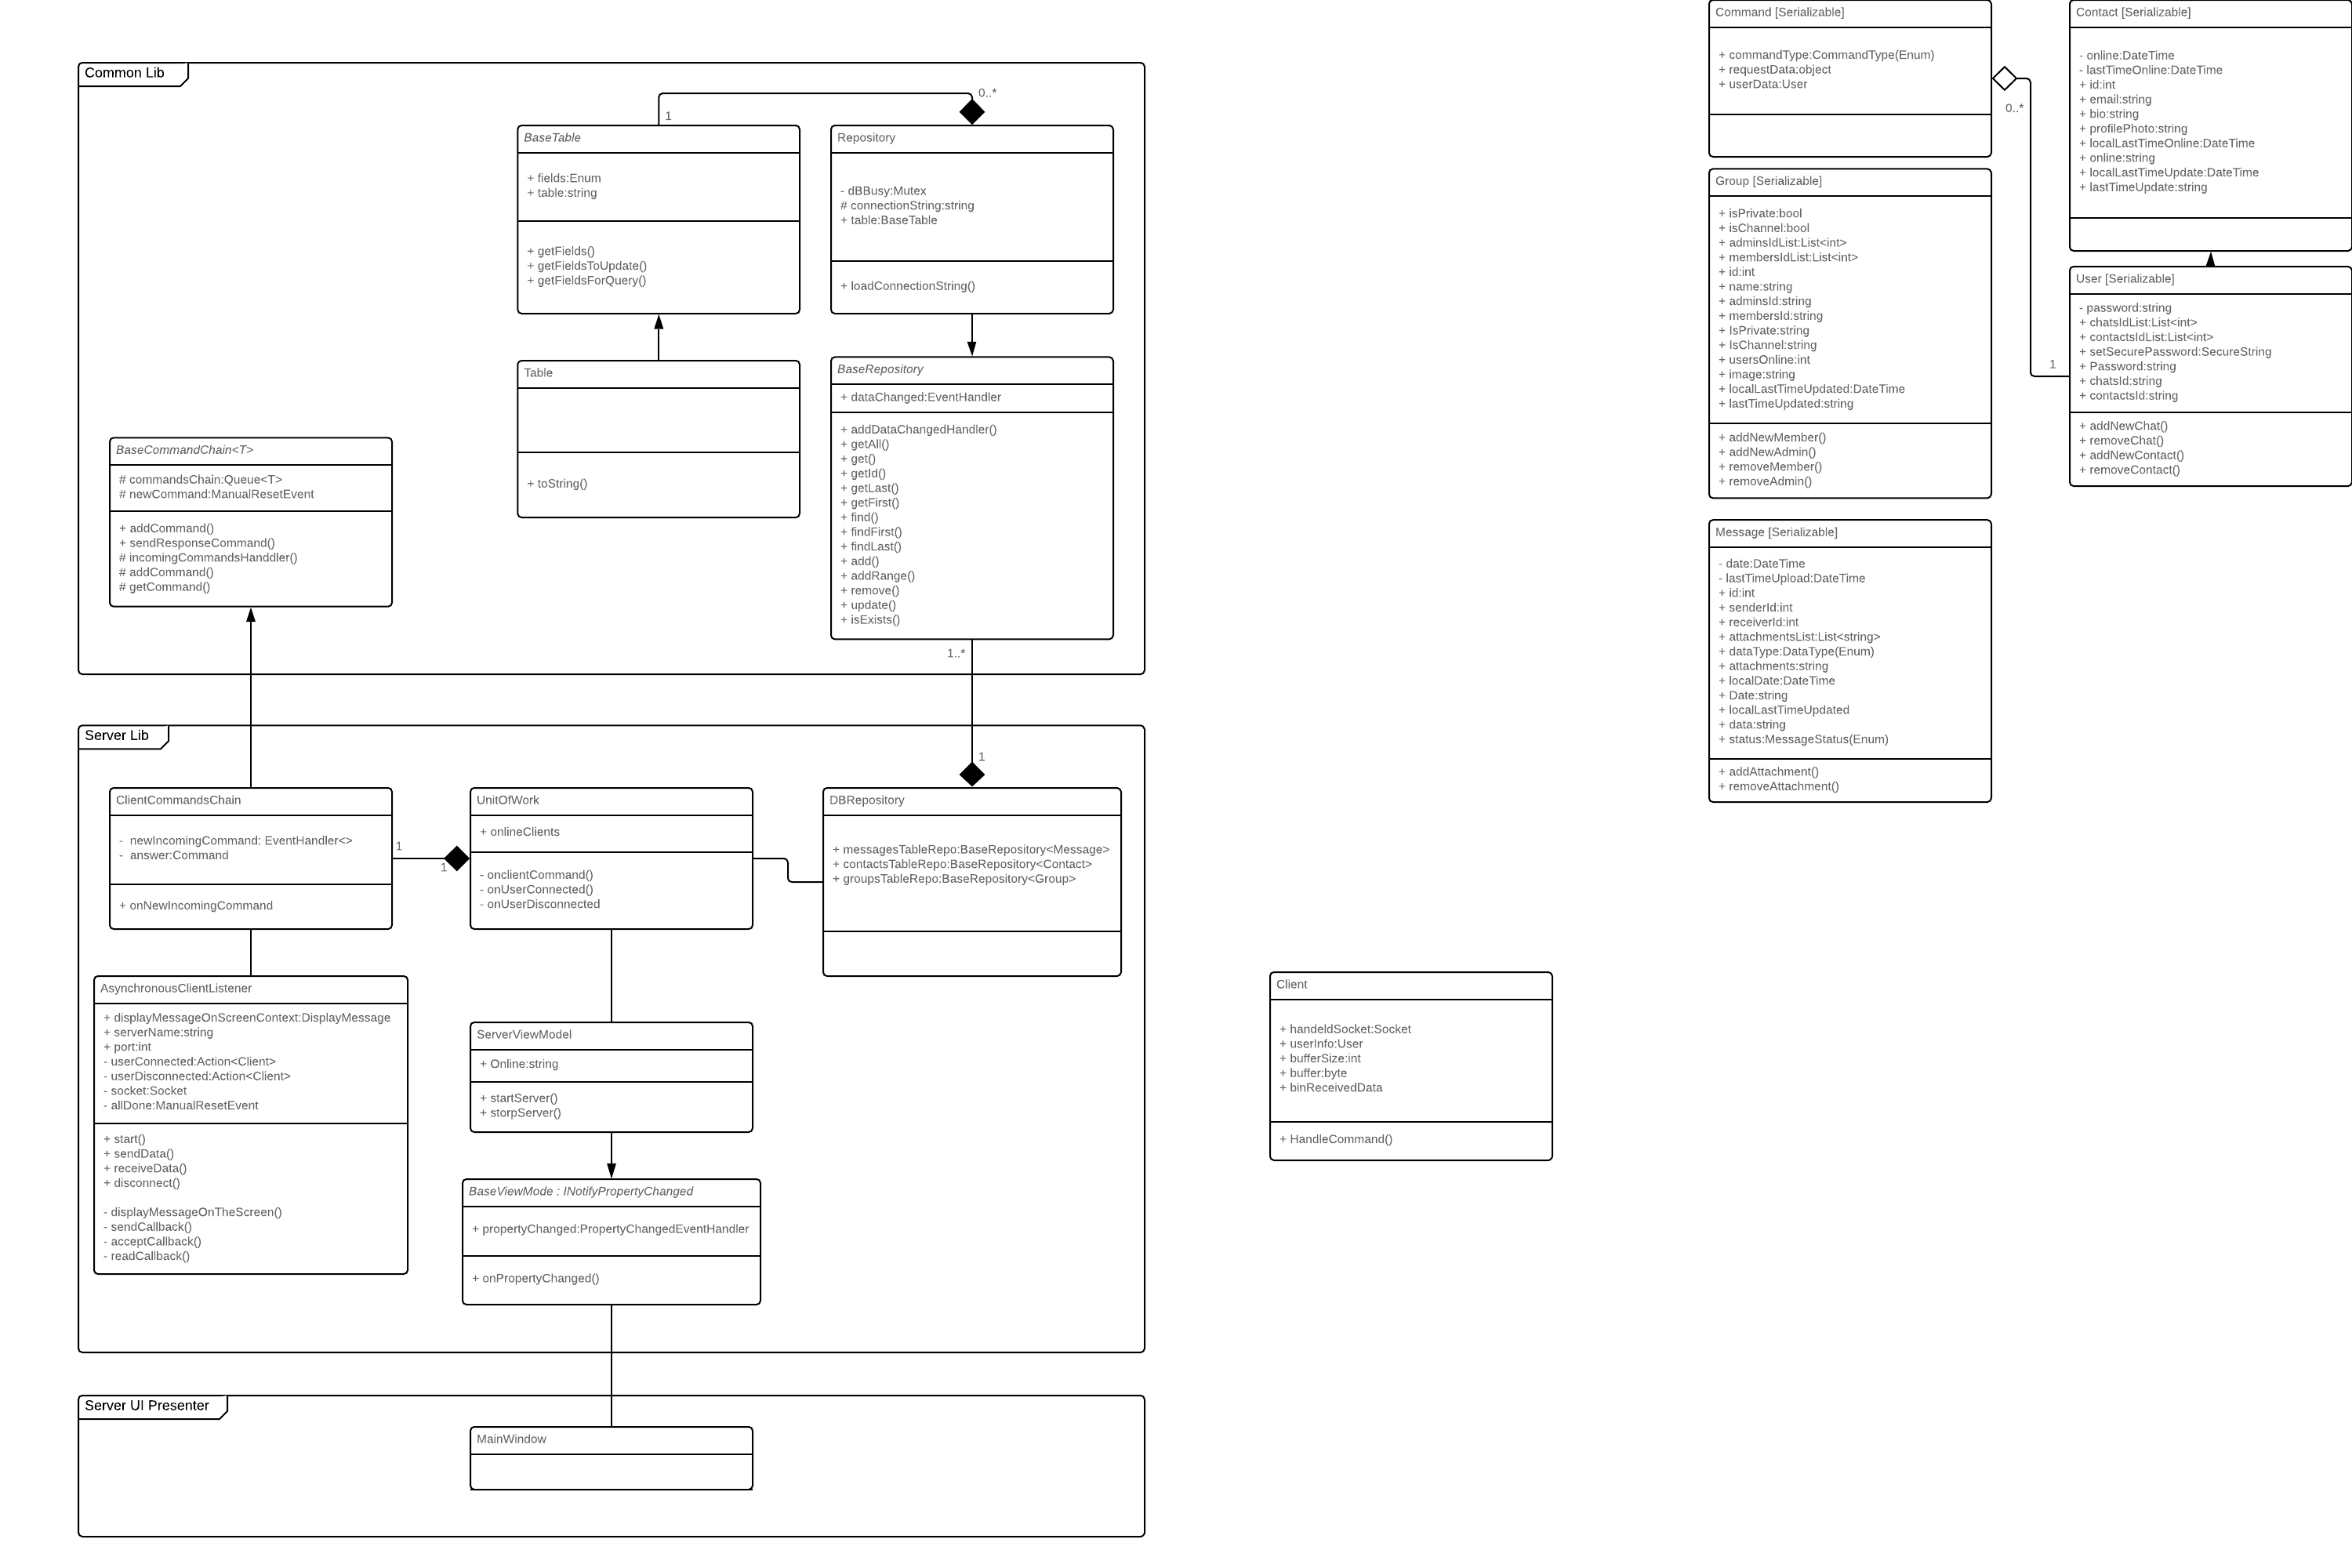 Common Lib
1
0..*
BaseTable
+ fields:Enum
+ table:string
+ getFields()
+ getFieldsToUpdate()
+ getFieldsForQuery()
Repository
- dBBusy:Mutex
# connectionString:string
+ table:BaseTable
+ loadConnectionString()
Table
+ toString()
BaseRepository
+ dataChanged:EventHandler
+ addDataChangedHandler()
+ getAll()
+ get()
+ getId()
+ getLast()
+ getFirst()
+ find()
+ findFirst()
+ findLast()
+ add()
+ addRange()
+ remove()
+ update()
+ isExists()
1..*
BaseCommandChain<T>
# commandsChain:Queue<T>
# newCommand:ManualResetEvent
+ addCommand()
+ sendResponseCommand()
# incomingCommandsHanddler()
# addCommand()
# getCommand()
Server Lib
1
ClientCommandsChain
- newIncomingCommand: EventHandler<>
- answer:Command
+ onNewIncomingCommand
1
1
UnitOfWork
+ onlineClients
- onclientCommand()
- onUserConnected()
- onUserDisconnected
DBRepository
+ messagesTableRepo:BaseRepository<Message>
+ contactsTableRepo:BaseRepository<Contact>
+ groupsTableRepo:BaseRepository<Group>
AsynchronousClientListener
+ displayMessageOnScreenContext:DisplayMessage
+ serverName:string
+ port:int
- userConnected:Action<Client>
- userDisconnected:Action<Client>
- socket:Socket
- allDone:ManualResetEvent
+ start()
+ sendData()
+ receiveData()
+ disconnect()
- displayMessageOnTheScreen()
- sendCallback()
- acceptCallback()
- readCallback()
ServerViewModel
+ Online:string
+ startServer()
+ storpServer()
BaseViewMode : INotifyPropertyChanged
+ propertyChanged:PropertyChangedEventHandler
+ onPropertyChanged()
Server UI Presenter
MainWindow
Client
+ handeldSocket:Socket
+ userInfo:User
+ bufferSize:int
+ buffer:byte
+ binReceivedData
+ HandleCommand()
Command [Serializable]
+ commandType:CommandType(Enum)
+ requestData:object
+ userData:User
0..*
1
Group [Serializable]
+ isPrivate:bool
+ isChannel:bool
+ adminsIdList:List<int>
+ membersIdList:List<int>
+ id:int
+ name:string
+ adminsId:string
+ membersId:string
+ IsPrivate:string
+ IsChannel:string
+ usersOnline:int
+ image:string
+ localLastTimeUpdated:DateTime
+ lastTimeUpdated:string
+ addNewMember()
+ addNewAdmin()
+ removeMember()
+ removeAdmin()
Message [Serializable]
- date:DateTime
- lastTimeUpload:DateTime
+ id:int
+ senderId:int
+ receiverId:int
+ attachmentsList:List<string>
+ dataType:DataType(Enum)
+ attachments:string
+ localDate:DateTime
+ Date:string
+ localLastTimeUpdated
+ data:string
+ status:MessageStatus(Enum)
+ addAttachment()
+ removeAttachment()
Contact [Serializable]
- online:DateTime
- lastTimeOnline:DateTime
+ id:int
+ email:string
+ bio:string
+ profilePhoto:string
+ localLastTimeOnline:DateTime
+ online:string
+ localLastTimeUpdate:DateTime
+ lastTimeUpdate:string
User [Serializable]
- password:string
+ chatsIdList:List<int>
+ contactsIdList:List<int>
+ setSecurePassword:SecureString
+ Password:string
+ chatsId:string
+ contactsId:string
+ addNewChat()
+ removeChat()
+ addNewContact()
+ removeContact()